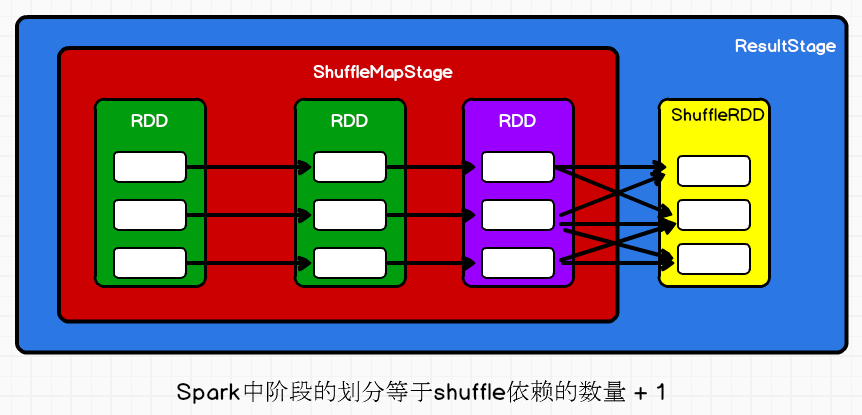 ResultStage
ShuffleMapStage
RDD
RDD
RDD
ShuffleRDD
Spark中阶段的划分等于shuffle依赖的数量 + 1